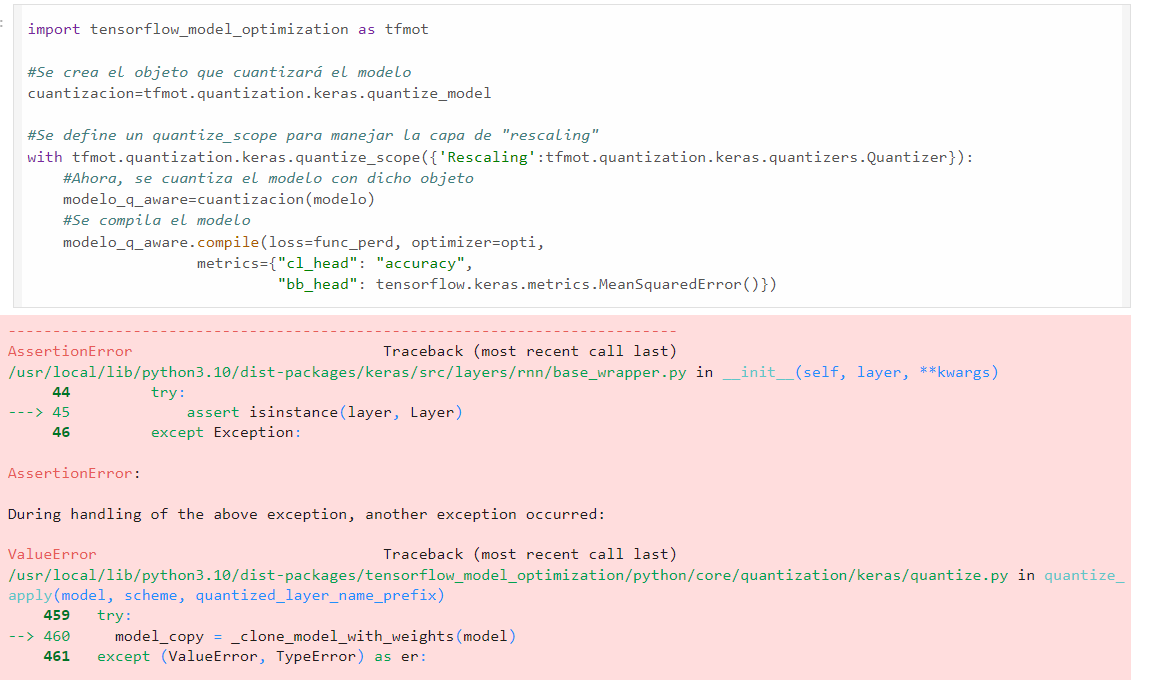 import tensorflow_model_optimization as tfmot
#Se crea el objeto que cuantizará el modelo
cuantizacion=tfmot.quantization.keras.quantize_model
#Se define un quantize_scope para manejar la capa de "rescaling"
with tfmot.quantization.keras.quantize_scope({'Rescaling':tfmot.quantization.keras.quantizers.Quantizer}):
    #Ahora, se cuantiza el modelo con dicho objeto
    modelo_q_aware=cuantizacion(modelo)
    #Se compila el modelo
    modelo_q_aware.compile(loss=func_perd, optimizer=opti,
                   metrics={"cl_head": "accuracy",
                            "bb_head": tensorflow.keras.metrics.MeanSquaredError()})
---------------------------------------------------------------------------
AssertionError                            Traceback (most recent call last)
/usr/local/lib/python3.10/dist-packages/keras/src/layers/rnn/base_wrapper.py in __init__(self, layer, **kwargs)
     44         try:
---> 45             assert isinstance(layer, Layer)
     46         except Exception:
AssertionError:
During handling of the above exception, another exception occurred:
ValueError                                Traceback (most recent call last)
/usr/local/lib/python3.10/dist-packages/tensorflow_model_optimization/python/core/quantization/keras/quantize.py in quantize_
apply(model, scheme, quantized_layer_name_prefix)
    459   try:
--> 460     model_copy = _clone_model_with_weights(model)
    461   except (ValueError, TypeError) as er: